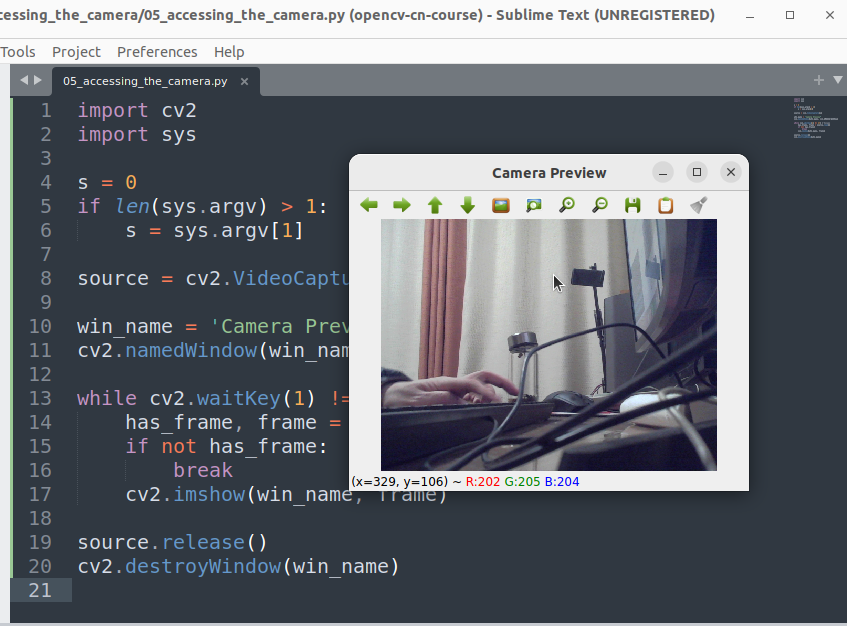 cessing_the_camera/05_accessing_the_camera.py (opencv-cn-course) - Sublime Text (UNREGISTERED)
Tools Project Preferences Help
05_accessing_the_camera.py
1 import cv2
2 import sys
3
4 s = 0
5 if len(sys.argv) > 1:
6 s = sys.argv[1]
7
8 source = cv2.VideoCaptu
9
10 win_name = 'Camera Prev
11 cv2.namedWindow(win_nam
12
13 while cv2.waitKey(1) !=
14 has_frame, frame =
15 if not has_frame:
16 break
17 cv2.imshow(win_name, frame)
18
19 source.release()
20 cv2.destroyWindow(win_name)
21
Camera Preview
(x=329, y=106) ~ R:202 G:205 B:204